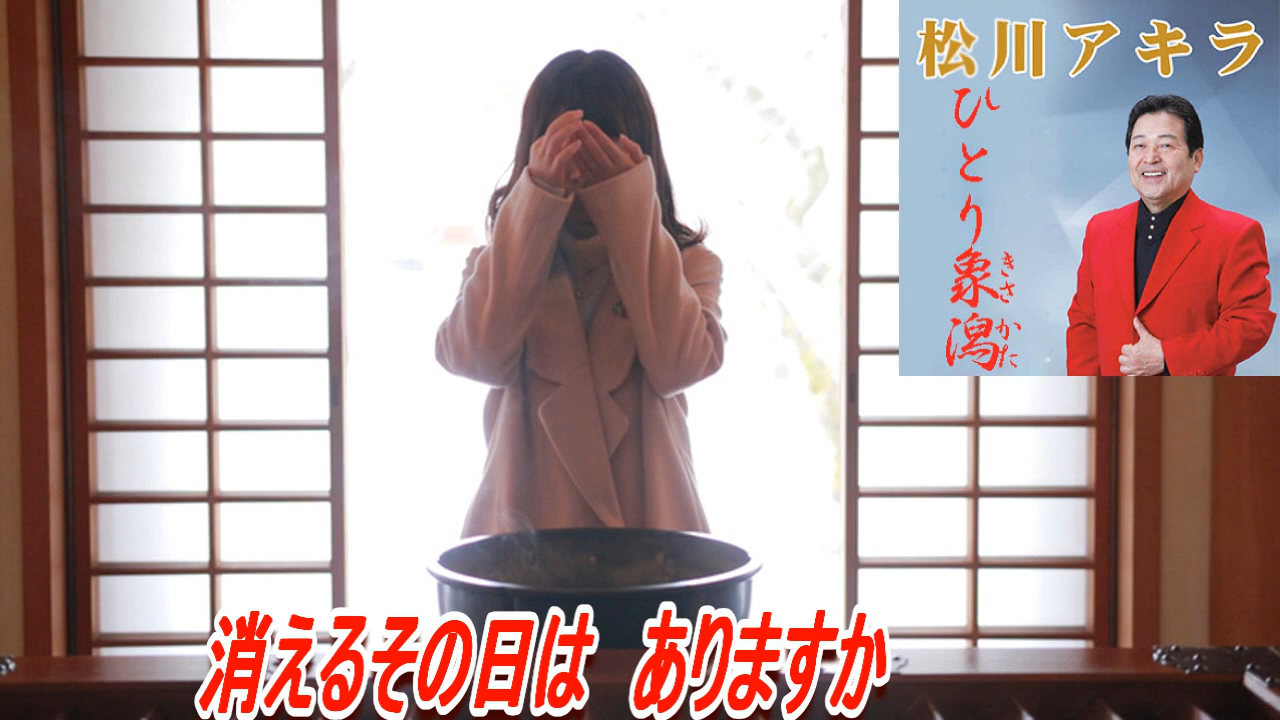 松川アキラ
ひとり象潟
きさかた
消えるその日は　ありますか